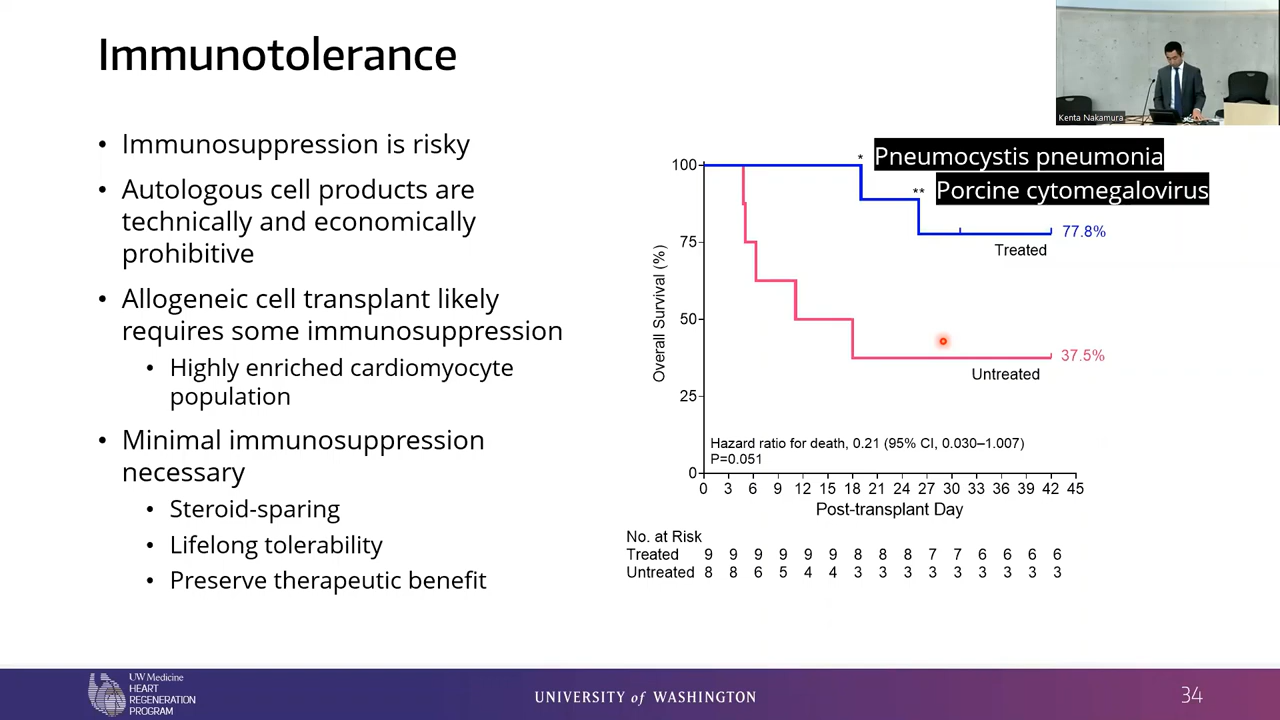 Immunotolerance
Kenta Nakamura
• Immunosuppression is risky
• Autologous cell products are
technically and economically
prohibitive
• Allogeneic cell transplant likely
requires some immunosuppression
• Highly enriched cardiomyocyte
population
• Minimal immunosuppression
necessary
• Steroid-sparing
• Lifelong tolerability
• Preserve therapeutic benefit
* Pneumocystis pneumonia
** Porcine cytomegalovirus
Overall Survival (%)
100
75
50
25
0
77.8%
Treated
37.5%
Untreated
Hazard ratio for death, 0.21 (95% CI, 0.030–1.007)
P=0.051
0 3 6 9 12 15 18 21 24 27 30 33 36 39 42 45
Post-transplant Day
No. at Risk
Treated 9 9 9 9 9 9 8 8 8 7 7 6 6 6 6
Untreated 8 8 6 5 4 4 3 3 3 3 3 3 3 3 3
UW Medicine
HEART
REGENERATION
PROGRAM
UNIVERSITY of WASHINGTON
34